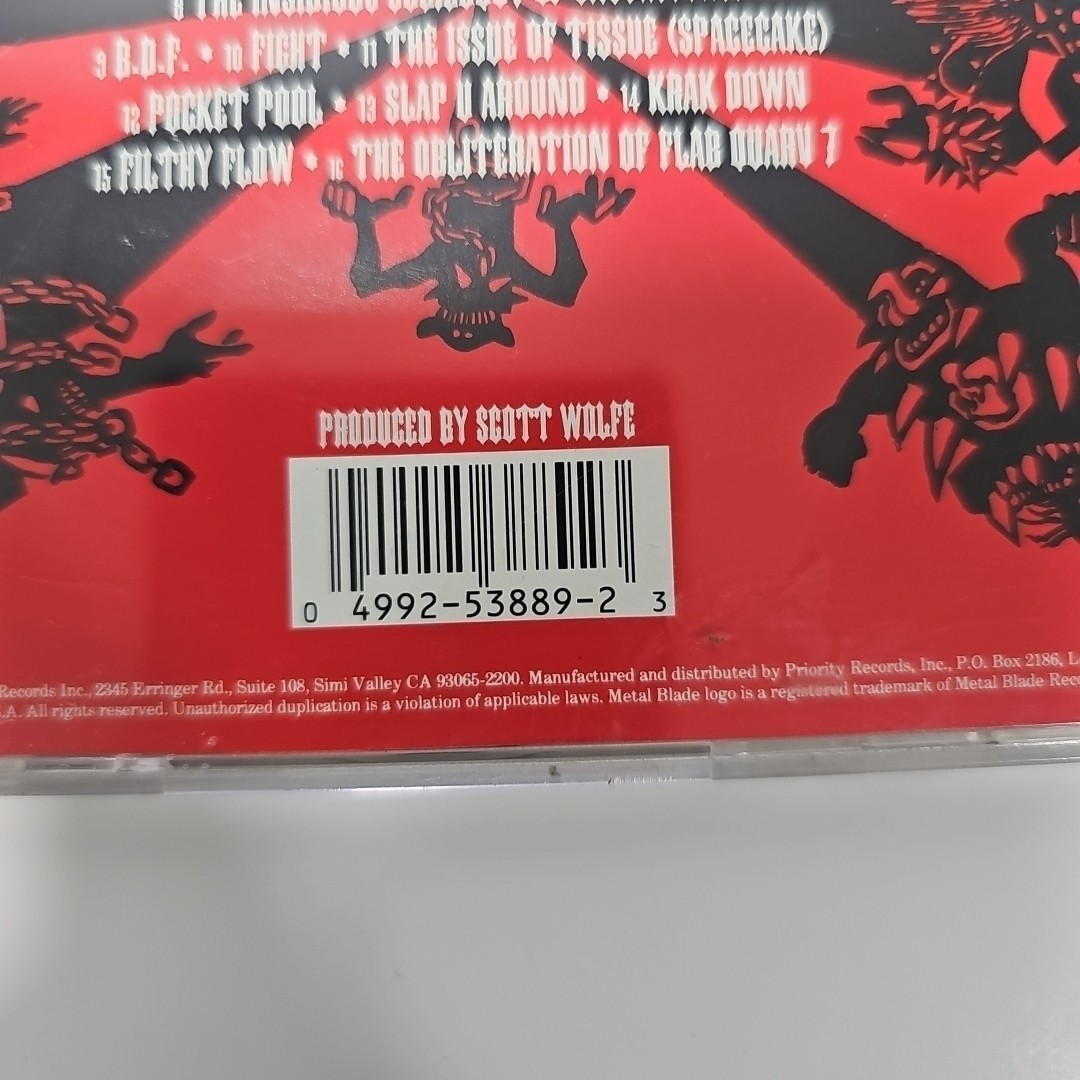 8 THE INSIDIOUS
9 B.D.F. • 10 FIGHT • 11 THE ISSUE OF TISSUE (SPACECAKE)
12 POCKET POOL • 13 SLAP U AROUND • 14 KRAK DOWN
15 FILTHY FLOW • 16 THE OBLITERATION OF FLAB QUARV 7
PRODUCED BY SCOTT WOLFE
0 4992-53889-2 3
Records Inc., 2345 Erringer Rd., Suite 108, Simi Valley CA 93065-2200. Manufactured and distributed by Priority Records, Inc., P.O. Box 2186,
.A. All rights reserved. Unauthorized duplication is a violation of applicable laws. Metal Blade logo is a registered trademark of Metal Blade